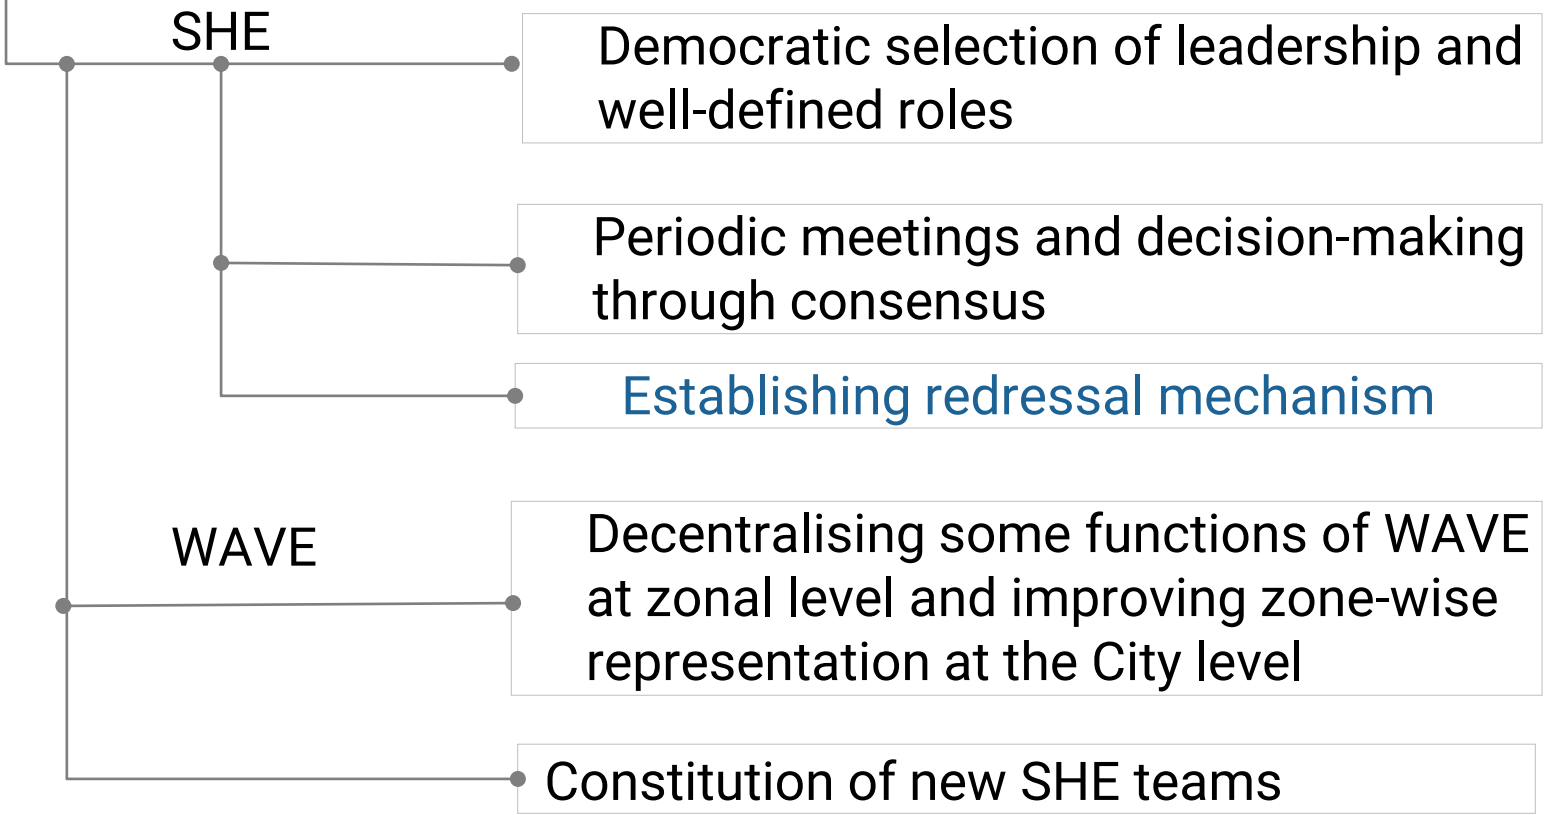 SHE
Democratic selection of leadership and
well-defined roles
Periodic meetings and decision-making
through consensus
Establishing redressal mechanism
WAVE
Decentralising some functions of WAVE
at zonal level and improving zone-wise
representation at the City level
Constitution of new SHE teams